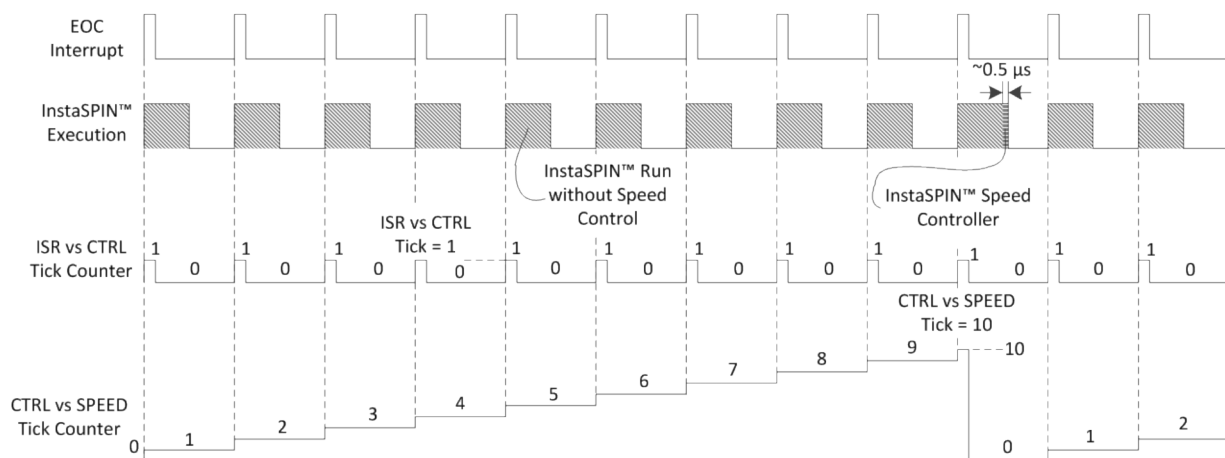 EOC
Interrupt
~0.5 µs
InstaSPIN™
Execution
InstaSPIN™ Run
without Speed
Control
InstaSPIN™ Speed
Controller
ISR vs CTRL
Tick = 1
ISR vs CTRL
Tick Counter
1 1 1 1 1 1 1 1 1 1 1
0 0 0 0 0 0 0 0 0 0 0 0
CTRL vs SPEED
Tick = 10
10
9
8
7
6
5
4
3
2
1
CTRL vs SPEED
Tick Counter
0
0
1
2